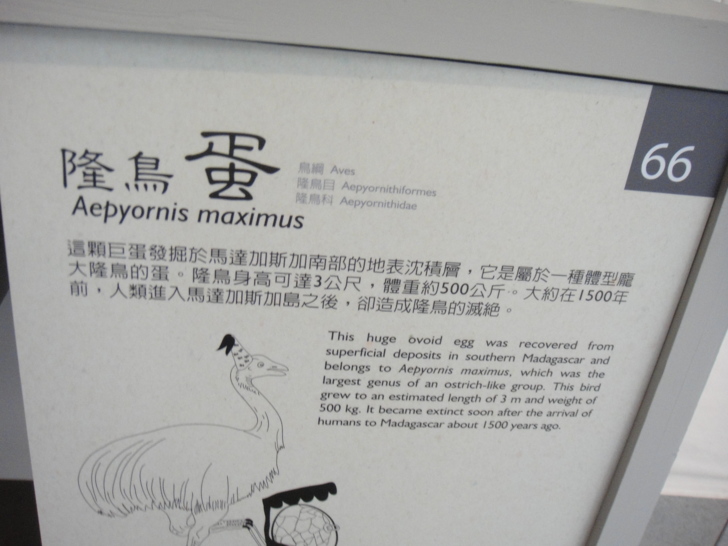 66
隆鳥蛋
Aepyornis maximus
鳥綱 Aves
隆鳥目 Aepyornithiformes
隆鳥科 Aepyornithidae
這顆巨蛋發掘於馬達加斯加南部的地表沈積層，它是屬於一種體型龐
大隆鳥的蛋。隆鳥身高可達3公尺，體重約500公斤。大約在1500年
前，人類進入馬達加斯加島之後，卻造成隆鳥的滅絕。
This huge ovoid egg was recovered from
superficial deposits in southern Madagascar and
belongs to Aepyornis maximus, which was the
largest genus of an ostrich-like group. This bird
grew to an estimated length of 3 m and weight of
500 kg. It became extinct soon after the arrival of
humans to Madagascar about 1500 years ago.